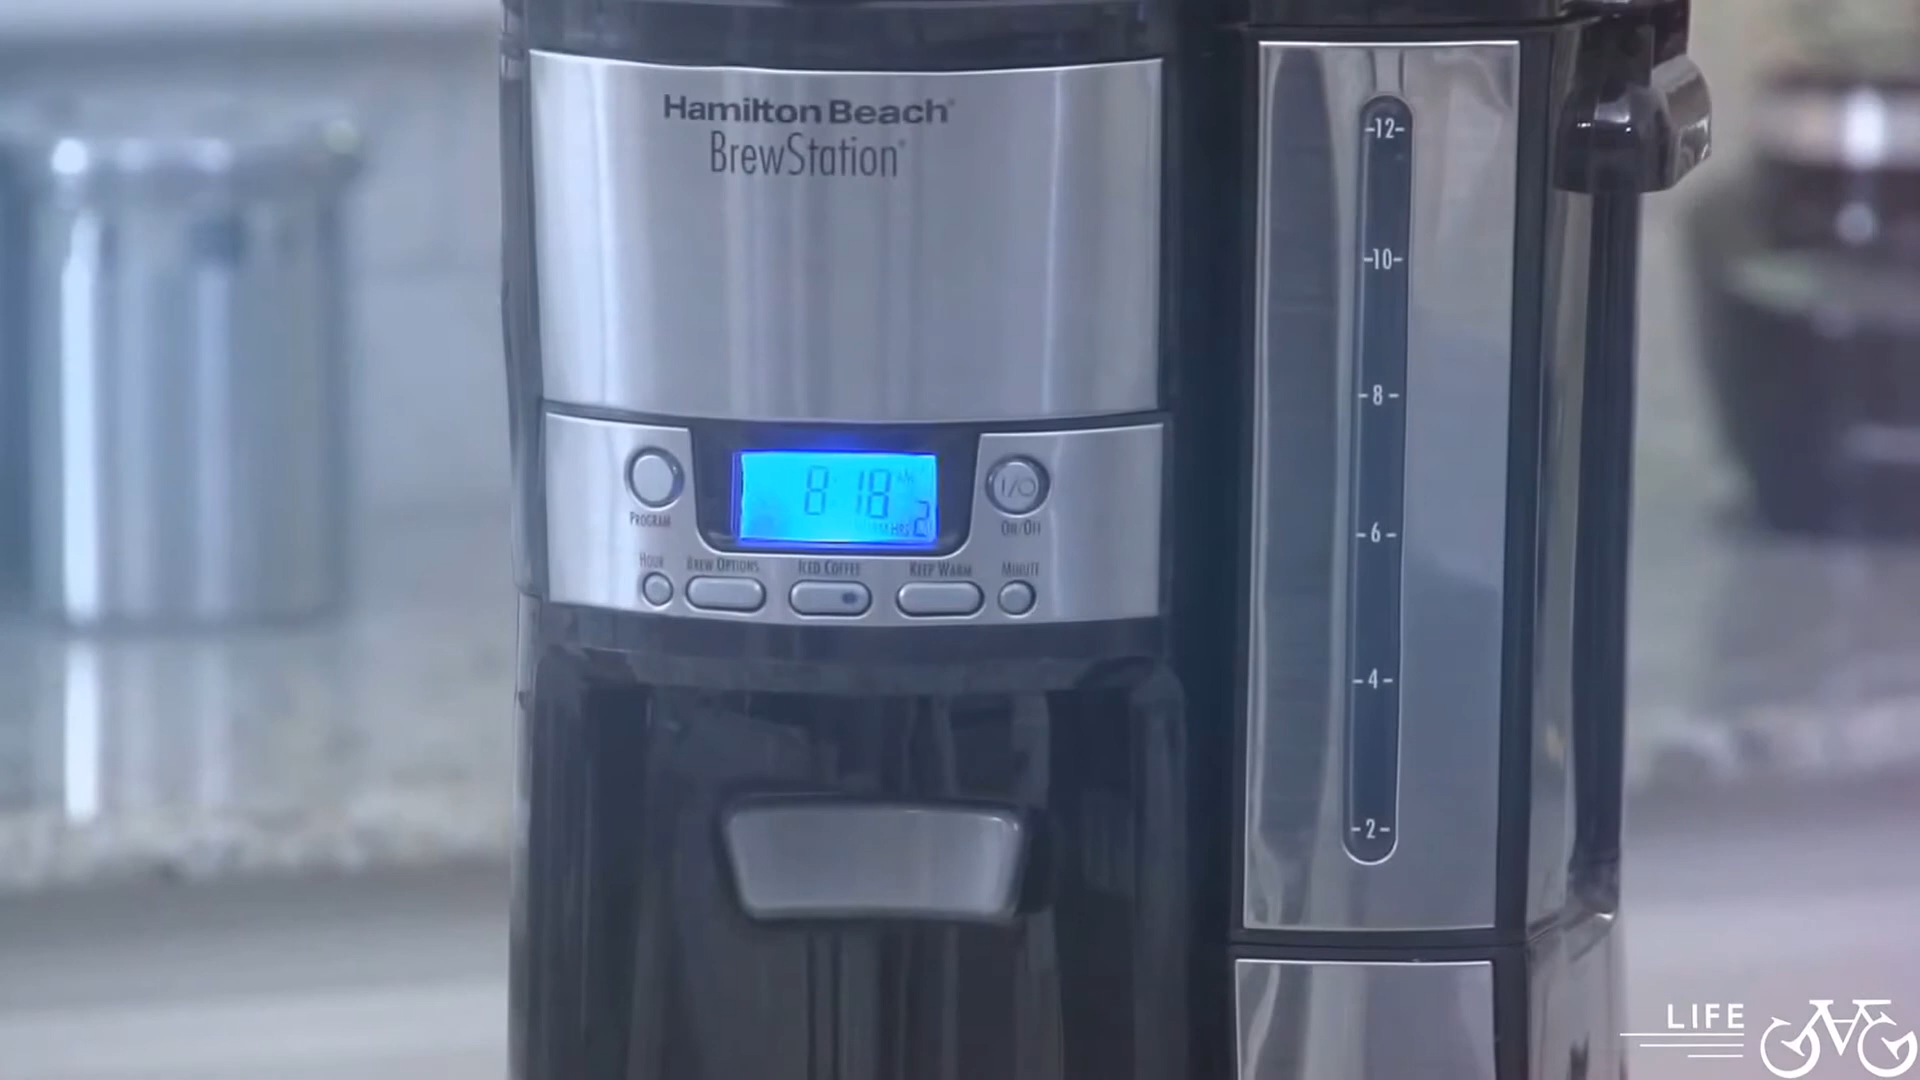 Hamilton Beach®
BrewStation®
8:18 AM
HRS 2
PROGRAM
I/O
ON/OFF
HOUR
BREW OPTIONS
ICED COFFEE
KEEP WARM
MINUTE
-12-
-10-
-8-
-6-
-4-
-2-
LIFE